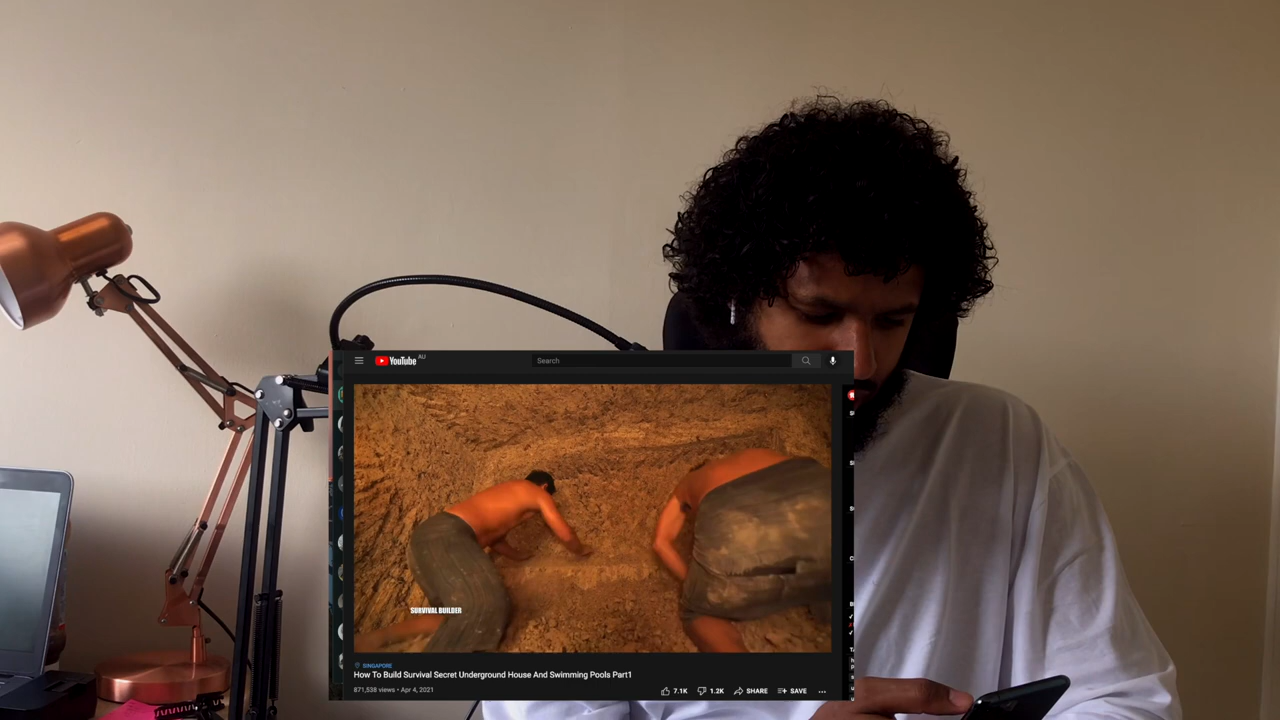 YouTube AU
Search
SURVIVAL BUILDER
SINGAPORE
How To Build Survival Secret Underground House And Swimming Pools Part1
871,538 views • Apr 4, 2021
7.1K 1.2K SHARE SAVE